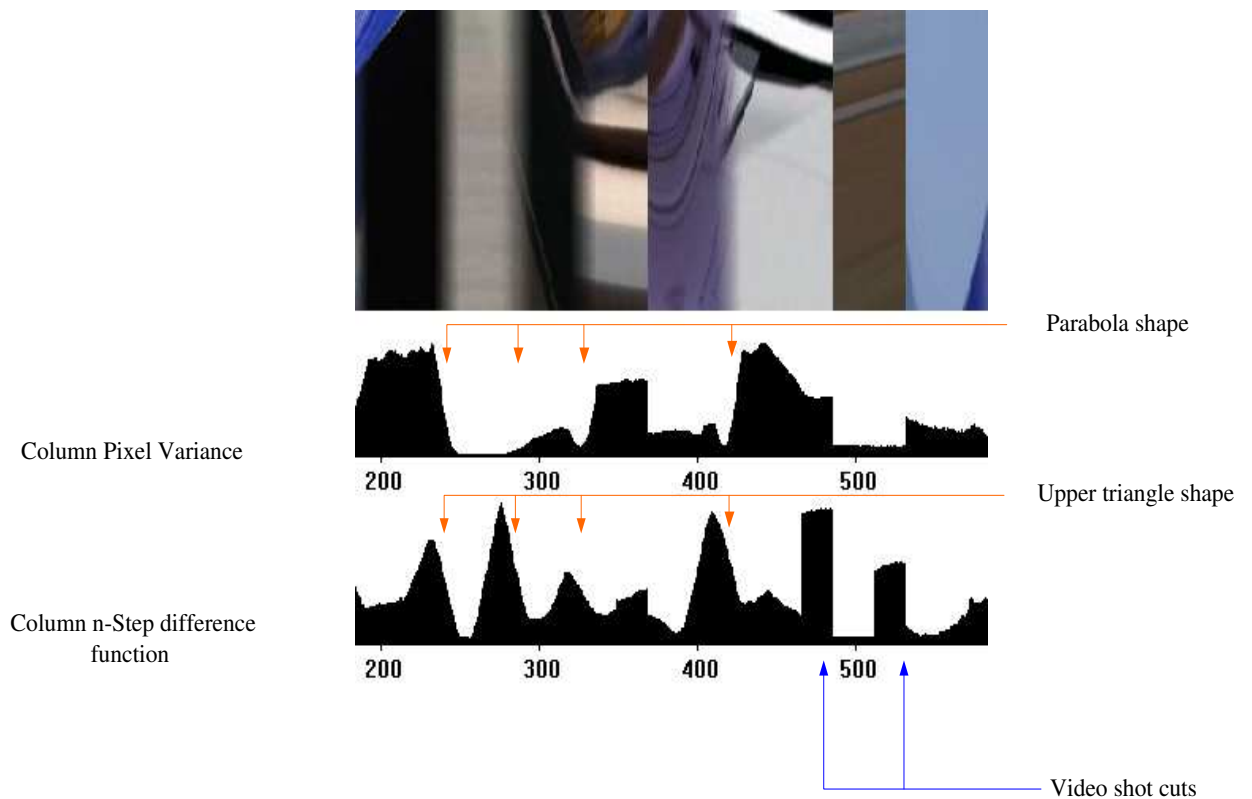 Parabola shape
Column Pixel Variance
200 300 400 500
Upper triangle shape
Column n-Step difference
function
200 300 400 500
Video shot cuts